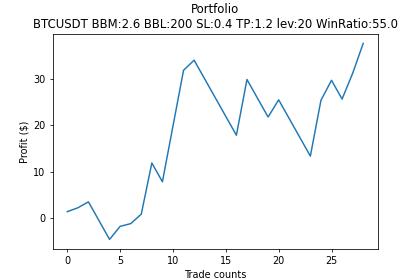 Portfolio
BTCUSDT BBM:2.6 BBL:200 SL:0.4 TP:1.2 lev:20 WinRatio:55.0
Profit ($)
30
20
10
0
0 5 10 15 20 25
Trade counts